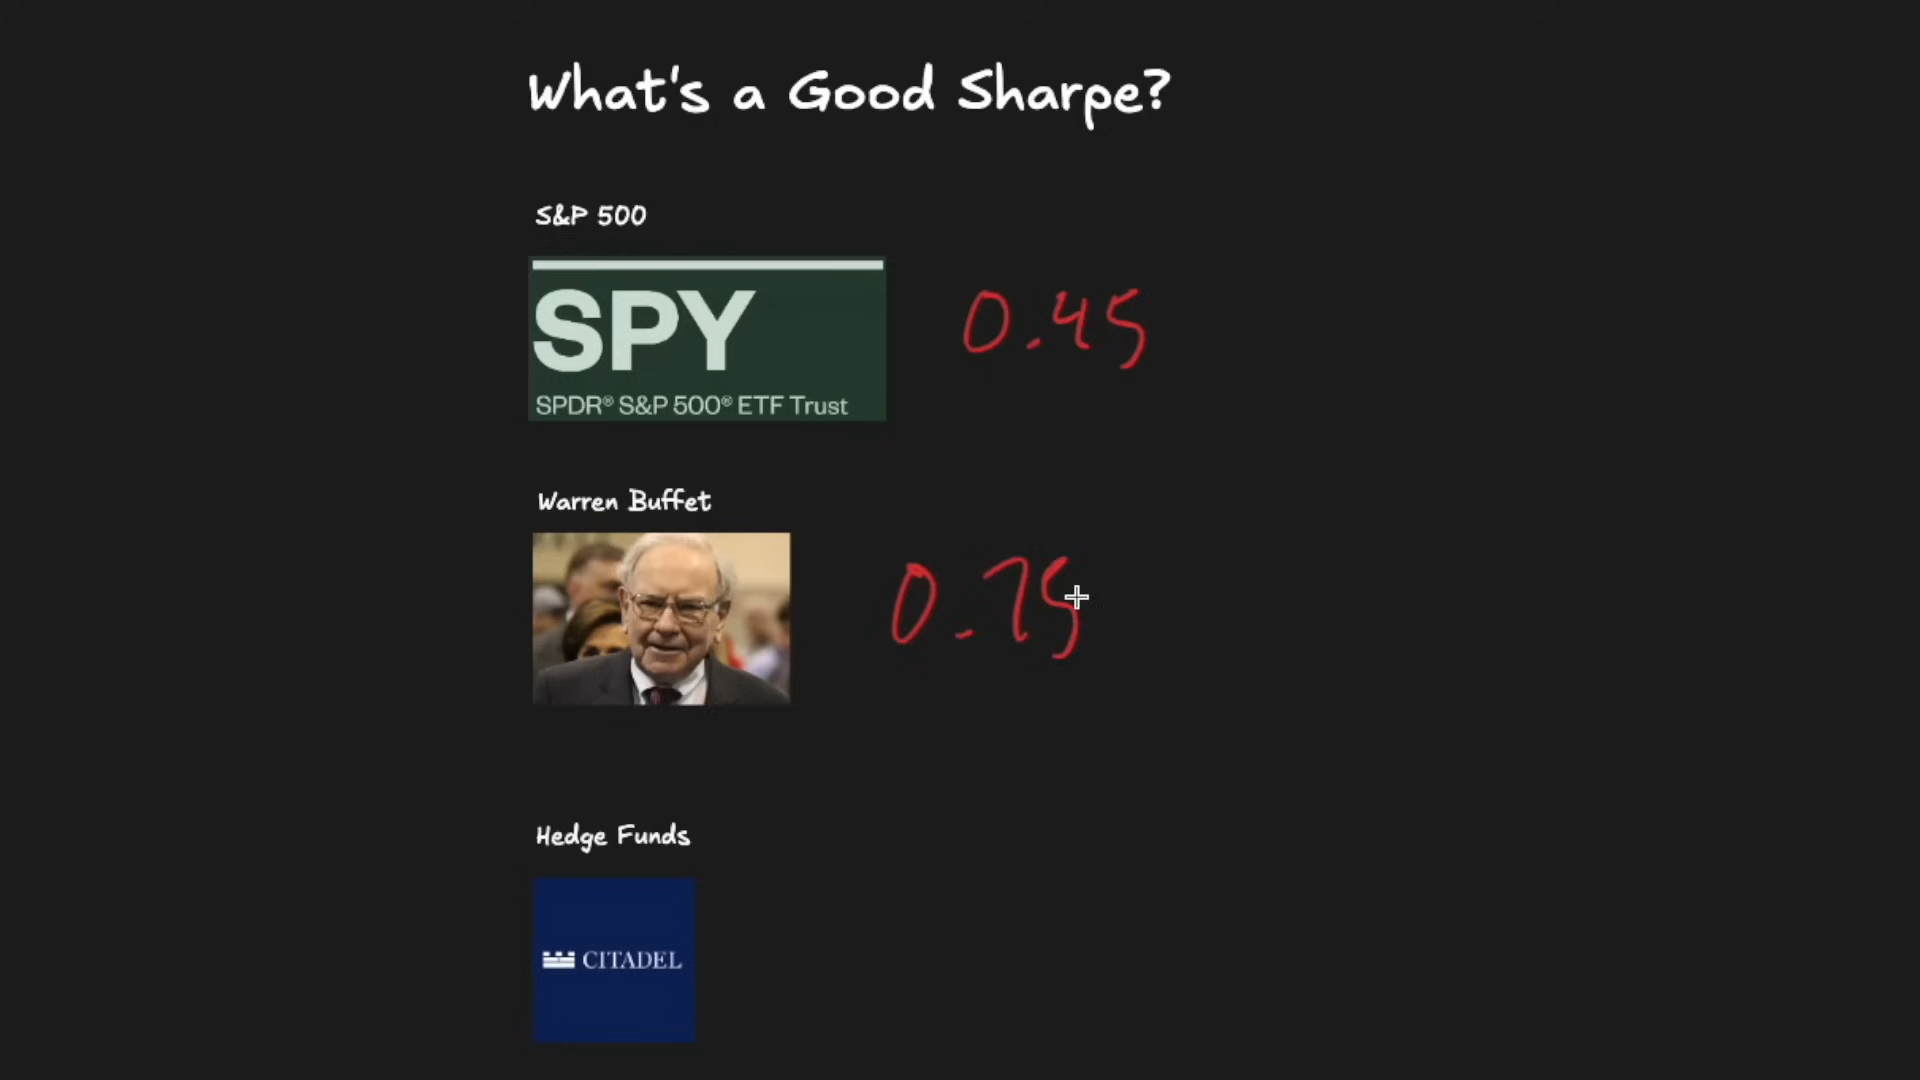 What's a Good Sharpe?
S&P 500
SPY
SPDR® S&P 500® ETF Trust
0.45
Warren Buffet
0.75
Hedge Funds
CITADEL